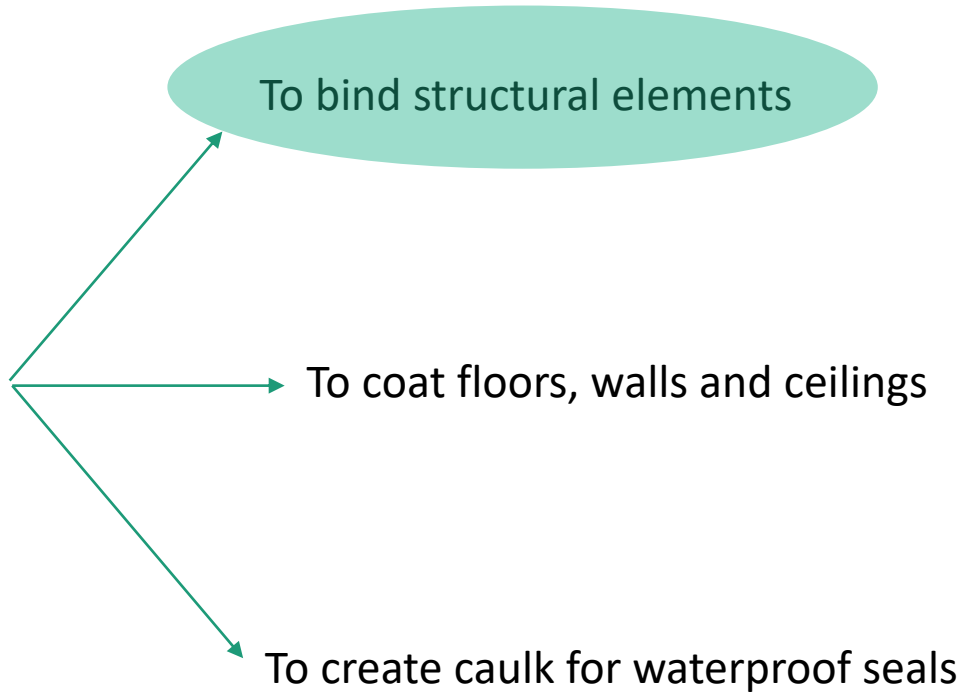 To bind structural elements
To coat floors, walls and ceilings
To create caulk for waterproof seals